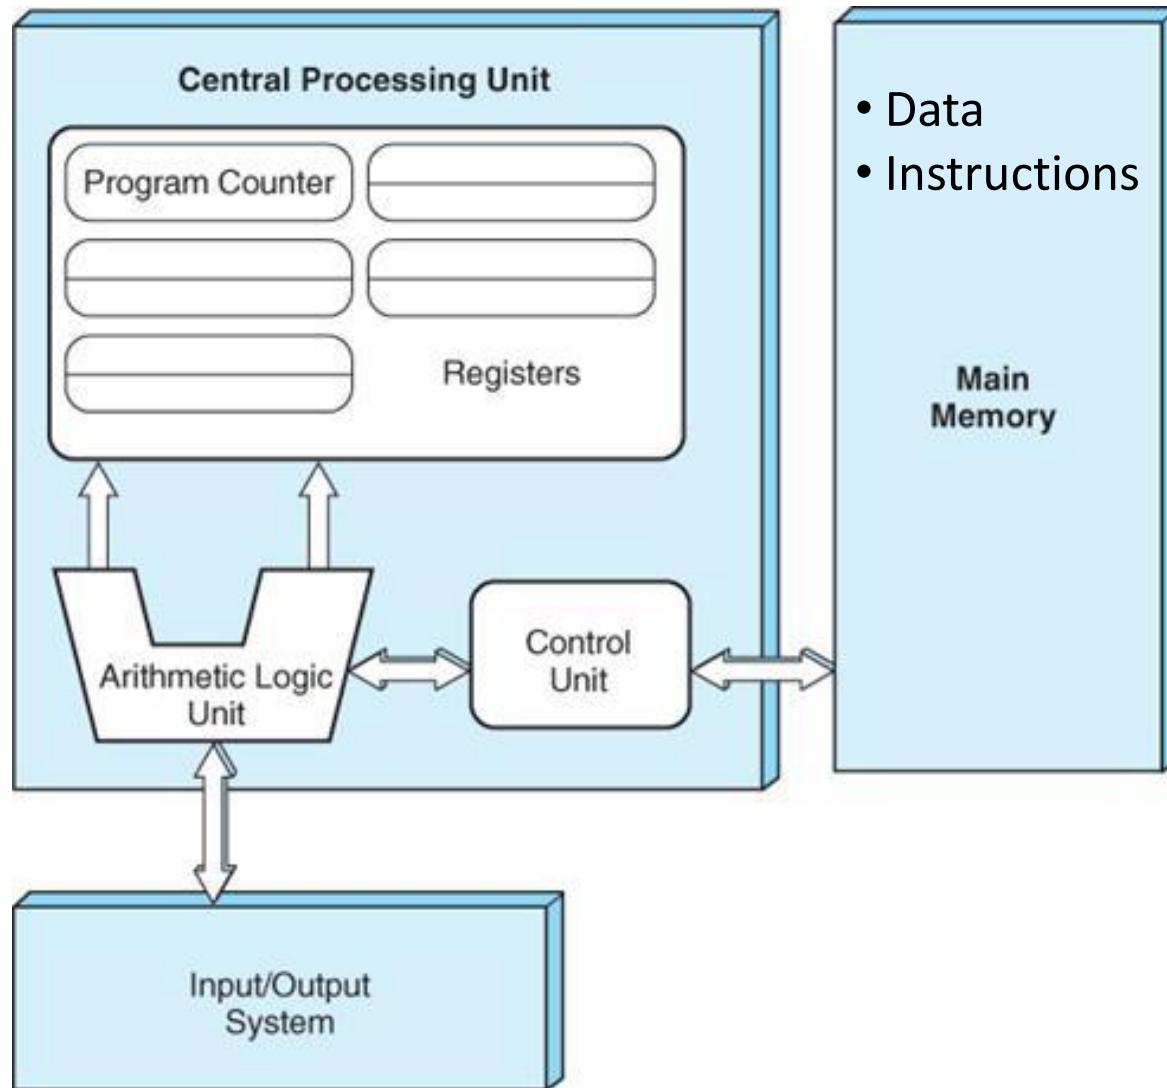 Central Processing Unit
Program Counter
Registers
• Data
• Instructions
Main
Memory
Arithmetic Logic
Unit
Control
Unit
Input/Output
System